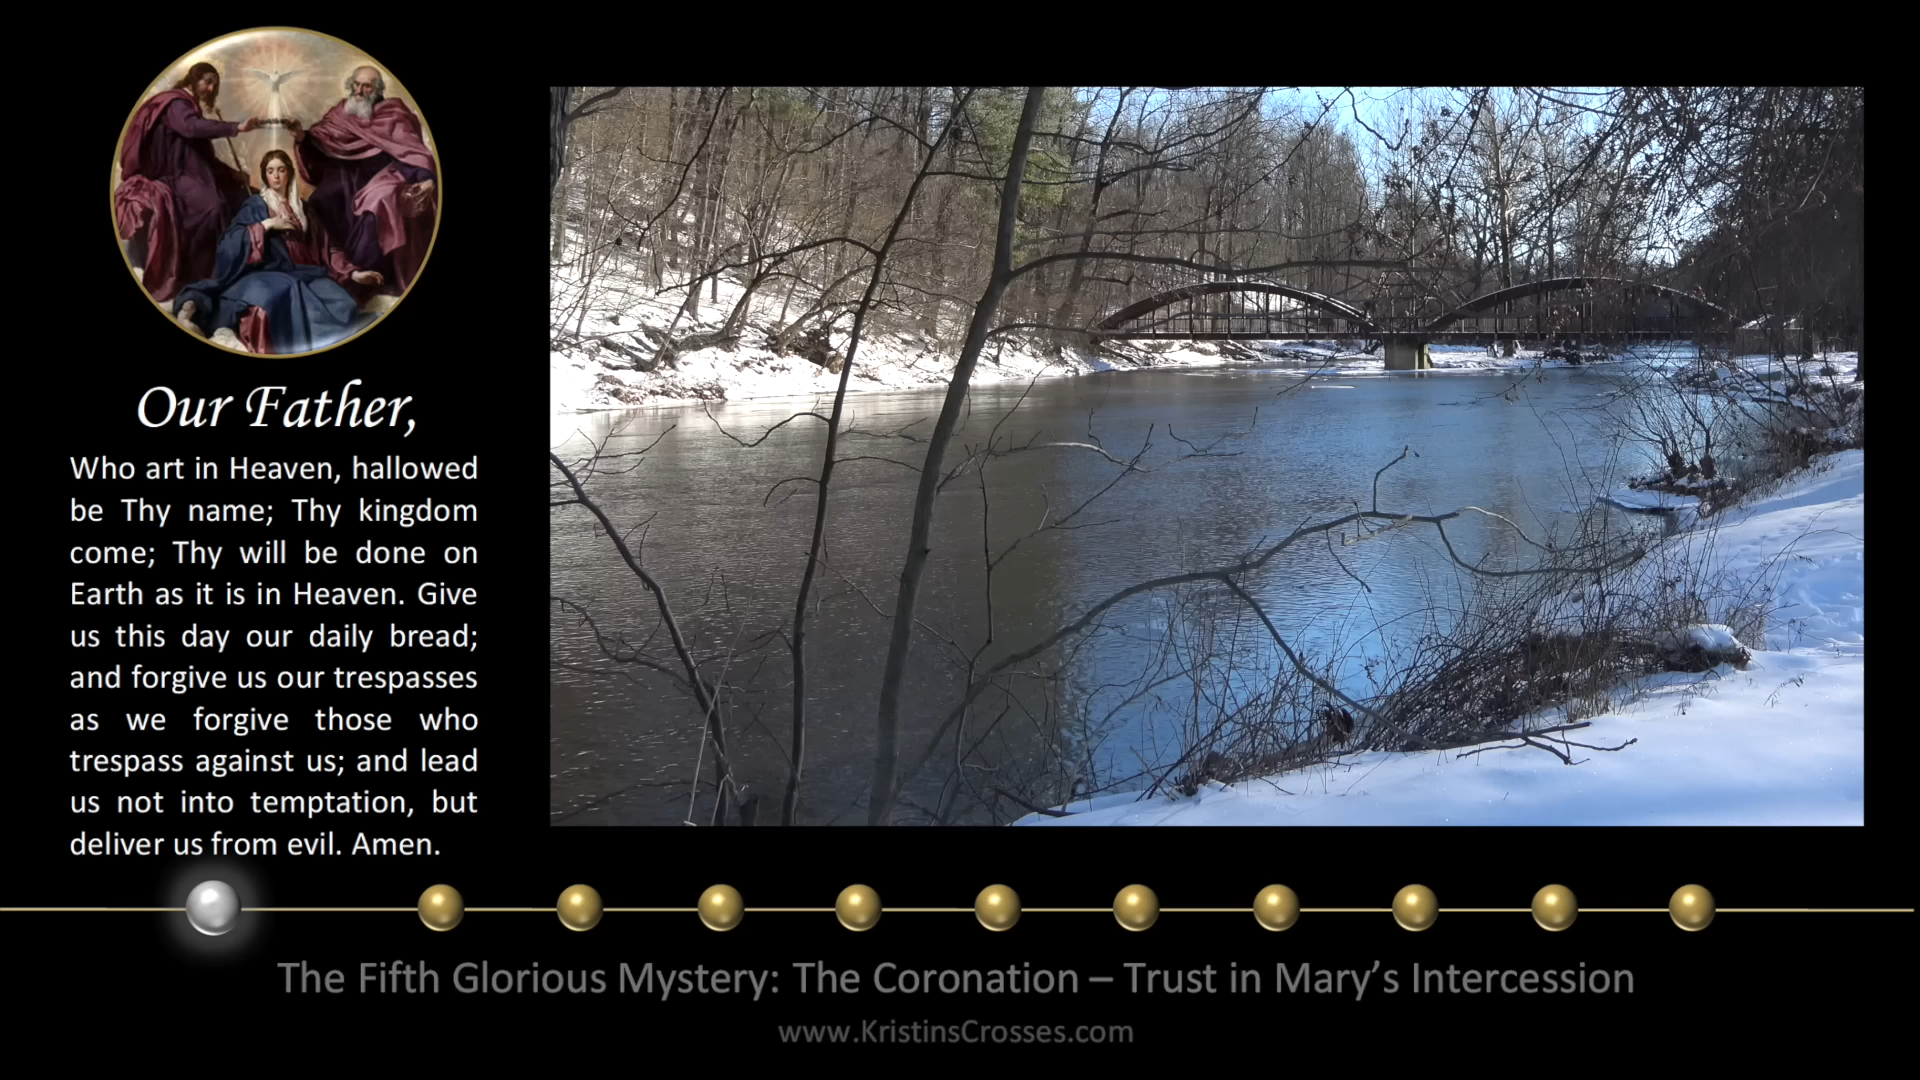 Our Father,
Who art in Heaven, hallowed
be Thy name; Thy kingdom
come; Thy will be done on
Earth as it is in Heaven. Give
us this day our daily bread;
and forgive us our trespasses
as we forgive those who
trespass against us; and lead
us not into temptation, but
deliver us from evil. Amen.
The Fifth Glorious Mystery: The Coronation – Trust in Mary’s Intercession
www.KristinsCrosses.com